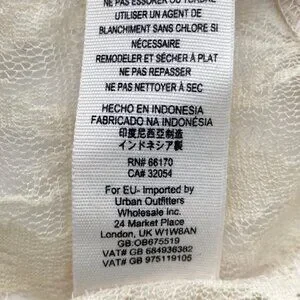 NE PAS ESSORER OU TORDRE
UTILISER UN AGENT DE
BLANCHIMENT SANS CHLORE SI
NÉCESSAIRE
REMODELER ET SÉCHER À PLAT
NE PAS REPASSER
NE PAS NETTOYER À SEC
HECHO EN INDONESIA
FABRICADO NA INDONÉSIA
印度尼西亞制造
インドネシア製
RN# 66170
CA# 32054
For EU- Imported by
Urban Outfitters
Wholesale Inc.
24 Market Place
London, UK W1W8AN
GB:OB675519
VAT# GB 684936382
VAT# GB 975119105